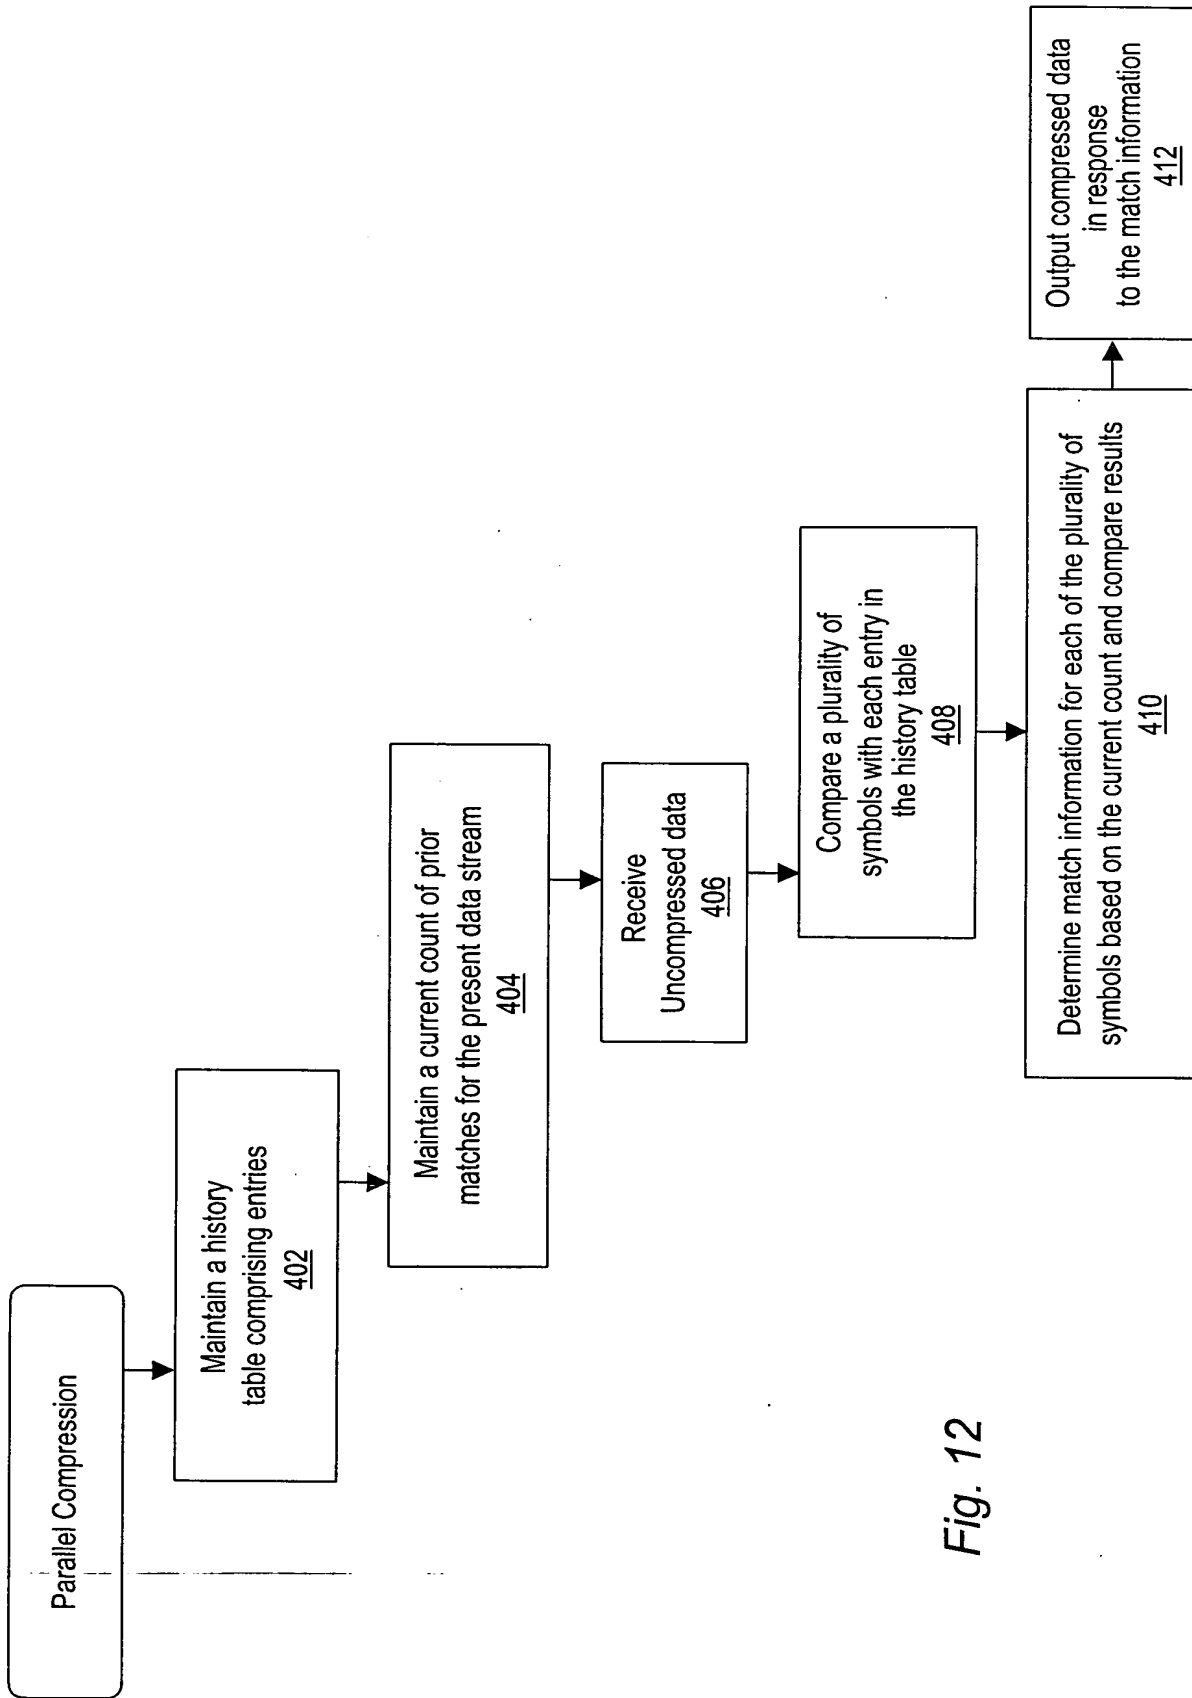 Parallel Compression
Maintain a history
table comprising entries
402
Maintain a current count of prior
matches for the present data stream
404
Receive
Uncompressed data
406
Compare a plurality of
symbols with each entry in
the history table
408
Determine match information for each of the plurality of
symbols based on the current count and compare results
410
Output compressed data
in response
to the match information
412
Fig. 12